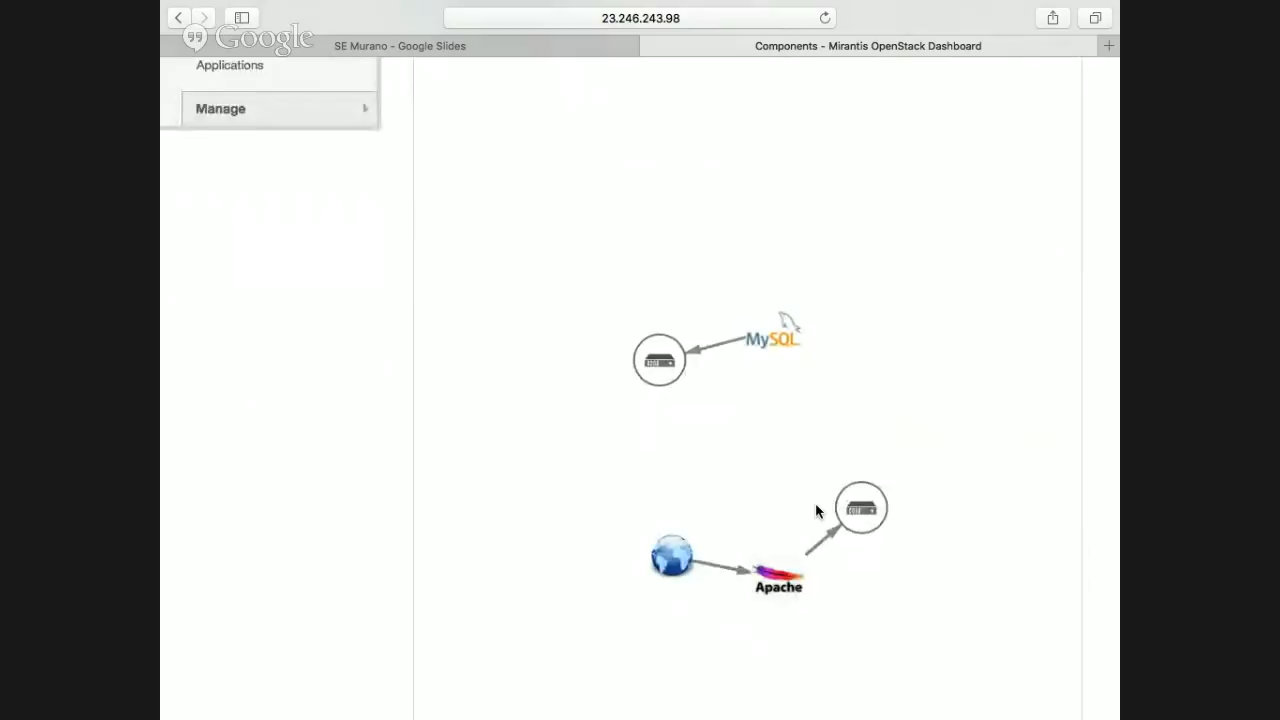 23.246.243.98
Google
SE Murano - Google Slides
Components - Mirantis OpenStack Dashboard
Applications
Manage
MySQL
Apache